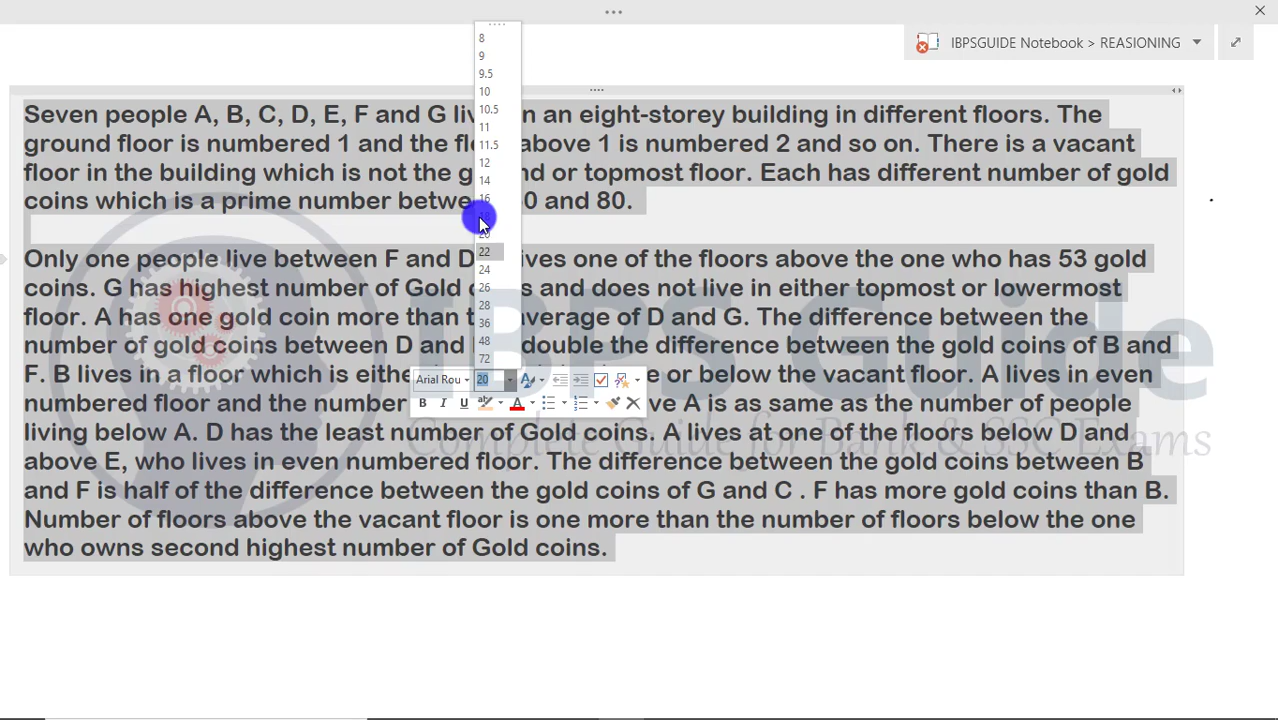 IBPSGUIDE Notebook > REASIONING
Seven people A, B, C, D, E, F and G liv n an eight-storey building in different floors. The
ground floor is numbered 1 and the flo above 1 is numbered 2 and so on. There is a vacant
floor in the building which is not the g nd or topmost floor. Each has different number of gold
coins which is a prime number betwe 0 and 80.
Only one people live between F and D ives one of the floors above the one who has 53 gold
coins. G has highest number of Gold c s and does not live in either topmost or lowermost
floor. A has one gold coin more than t average of D and G. The difference between the
number of gold coins between D and double the difference between the gold coins of B and
F. B lives in a floor which is eithe e or below the vacant floor. A lives in even
numbered floor and the number ve A is as same as the number of people
living below A. D has the least number of Gold coins. A lives at one of the floors below D and
above E, who lives in even numbered floor. The difference between the gold coins between B
and F is half of the difference between the gold coins of G and C . F has more gold coins than B.
Number of floors above the vacant floor is one more than the number of floors below the one
who owns second highest number of Gold coins.
8
9
9.5
10
10.5
11
11.5
12
14
16
20
22
24
26
28
36
48
72
Arial Rou 20
B I U ab A
IBPS Guide
Complete Guide for Bank & SSC Exams